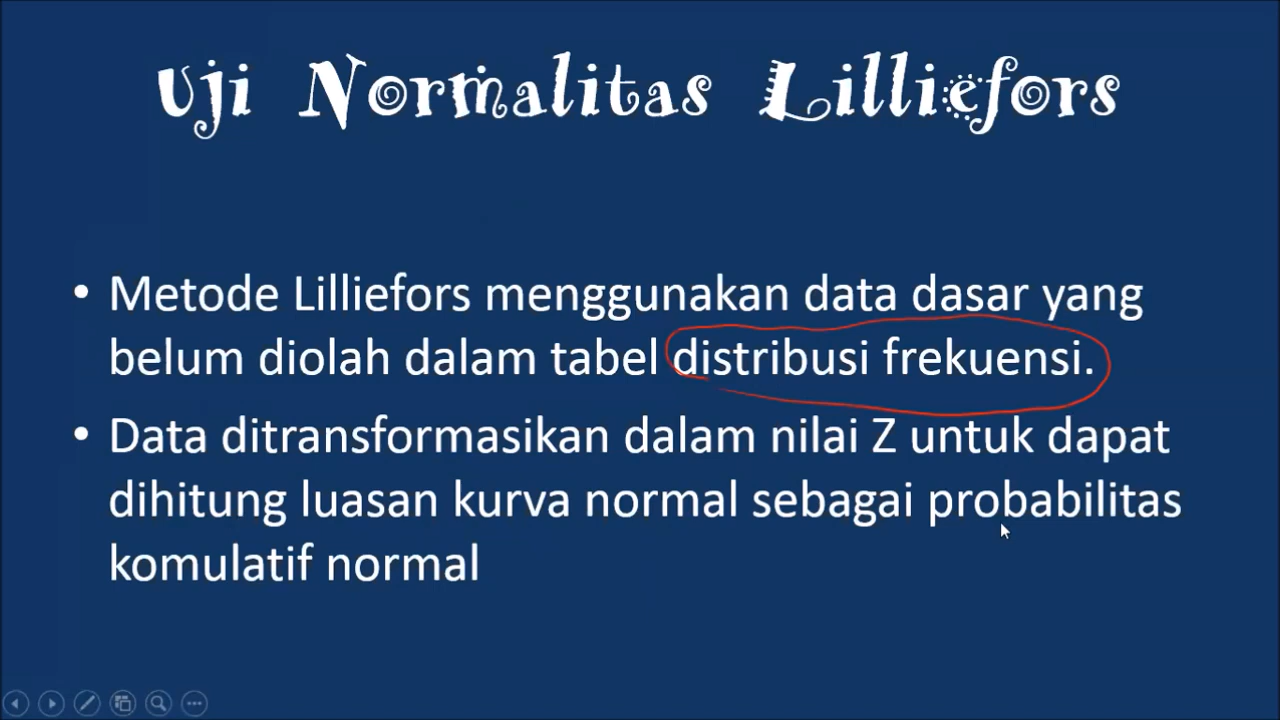 Uji Normalitas Lilliefors
• Metode Lilliefors menggunakan data dasar yang
belum diolah dalam tabel distribusi frekuensi.
• Data ditransformasikan dalam nilai Z untuk dapat
dihitung luasan kurva normal sebagai probabilitas
komulatif normal